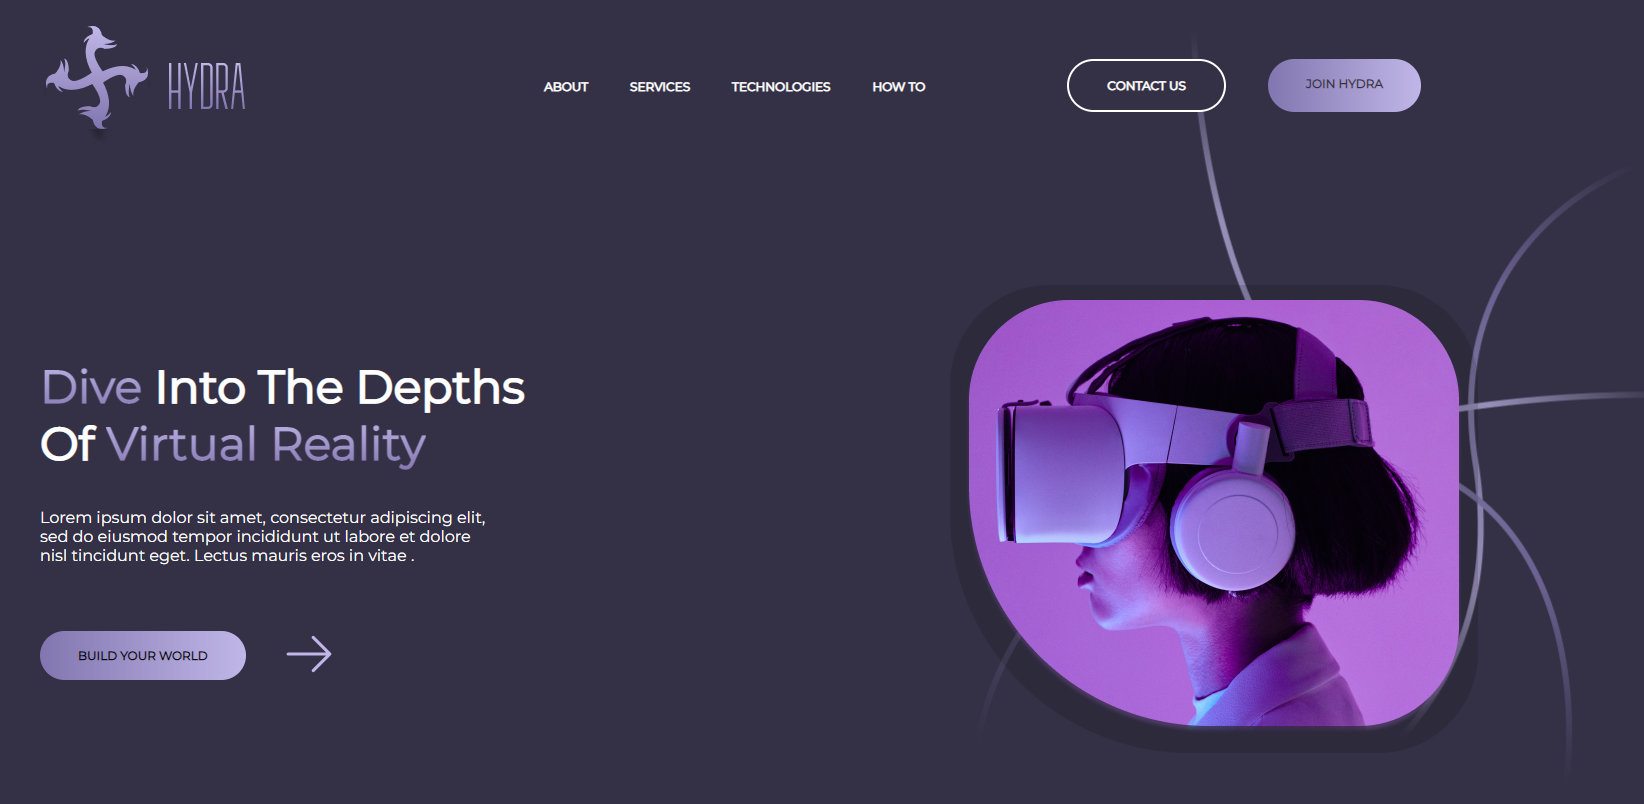 HYDRA
ABOUT
SERVICES
TECHNOLOGIES
HOW TO
CONTACT US
JOIN HYDRA
Dive Into The Depths
Of Virtual Reality
Lorem ipsum dolor sit amet, consectetur adipiscing elit,
sed do eiusmod tempor incididunt ut labore et dolore
nisl tincidunt eget. Lectus mauris eros in vitae .
BUILD YOUR WORLD